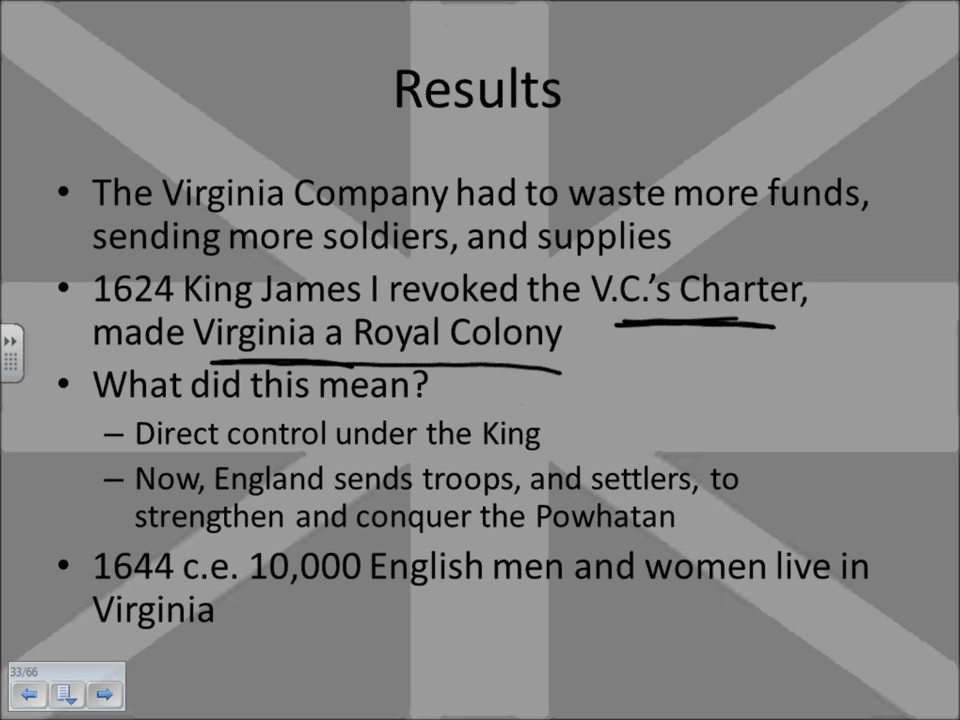 Results
• The Virginia Company had to waste more funds,
sending more soldiers, and supplies
• 1624 King James I revoked the V.C.'s Charter,
made Virginia a Royal Colony
• What did this mean?
– Direct control under the King
– Now, England sends troops, and settlers, to
strengthen and conquer the Powhatan
• 1644 c.e. 10,000 English men and women live in
Virginia
33/66